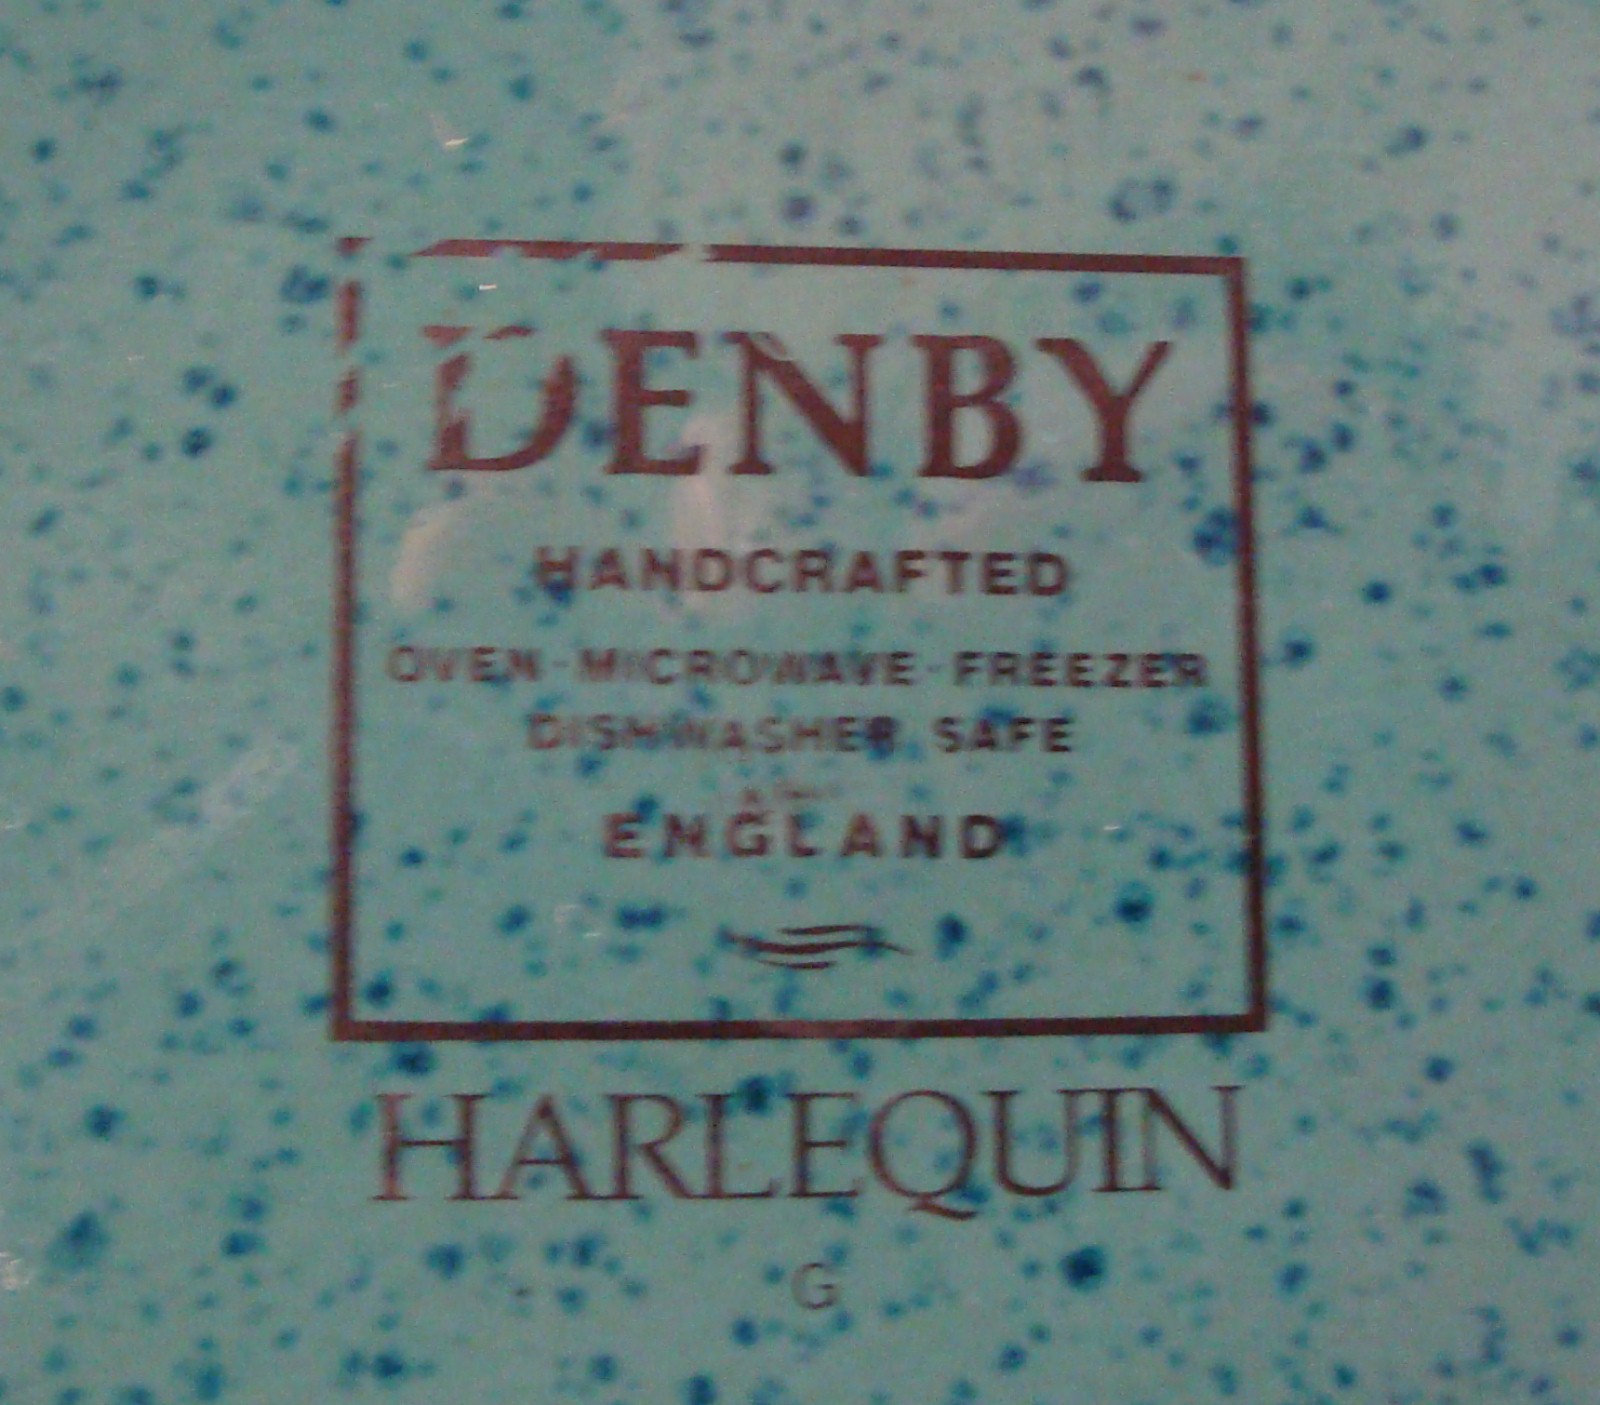 DENBY
HANDCRAFTED
OVEN · MICROWAVE · FREEZER
DISHWASHER SAFE
ENGLAND
HARLEQUIN
G